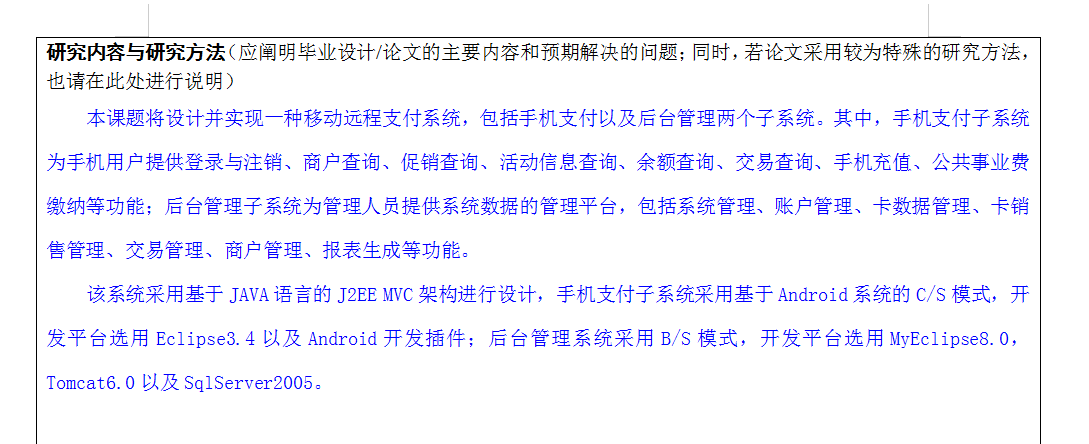 研究内容与研究方法（应阐明毕业设计/论文的主要内容和预期解决的问题；同时，若论文采用较为特殊的研究方法，
也请在此处进行说明）
本课题将设计并实现一种移动远程支付系统，包括手机支付以及后台管理两个子系统。其中，手机支付子系统
为手机用户提供登录与注销、商户查询、促销查询、活动信息查询、余额查询、交易查询、手机充值、公共事业费
缴纳等功能；后台管理子系统为管理人员提供系统数据的管理平台，包括系统管理、账户管理、卡数据管理、卡销
售管理、交易管理、商户管理、报表生成等功能。
该系统采用基于 JAVA 语言的 J2EE MVC 架构进行设计，手机支付子系统采用基于 Android 系统的 C/S 模式，开
发平台选用 Eclipse3.4 以及 Android 开发插件；后台管理系统采用 B/S 模式，开发平台选用 MyEclipse8.0，
Tomcat6.0 以及 SqlServer2005。